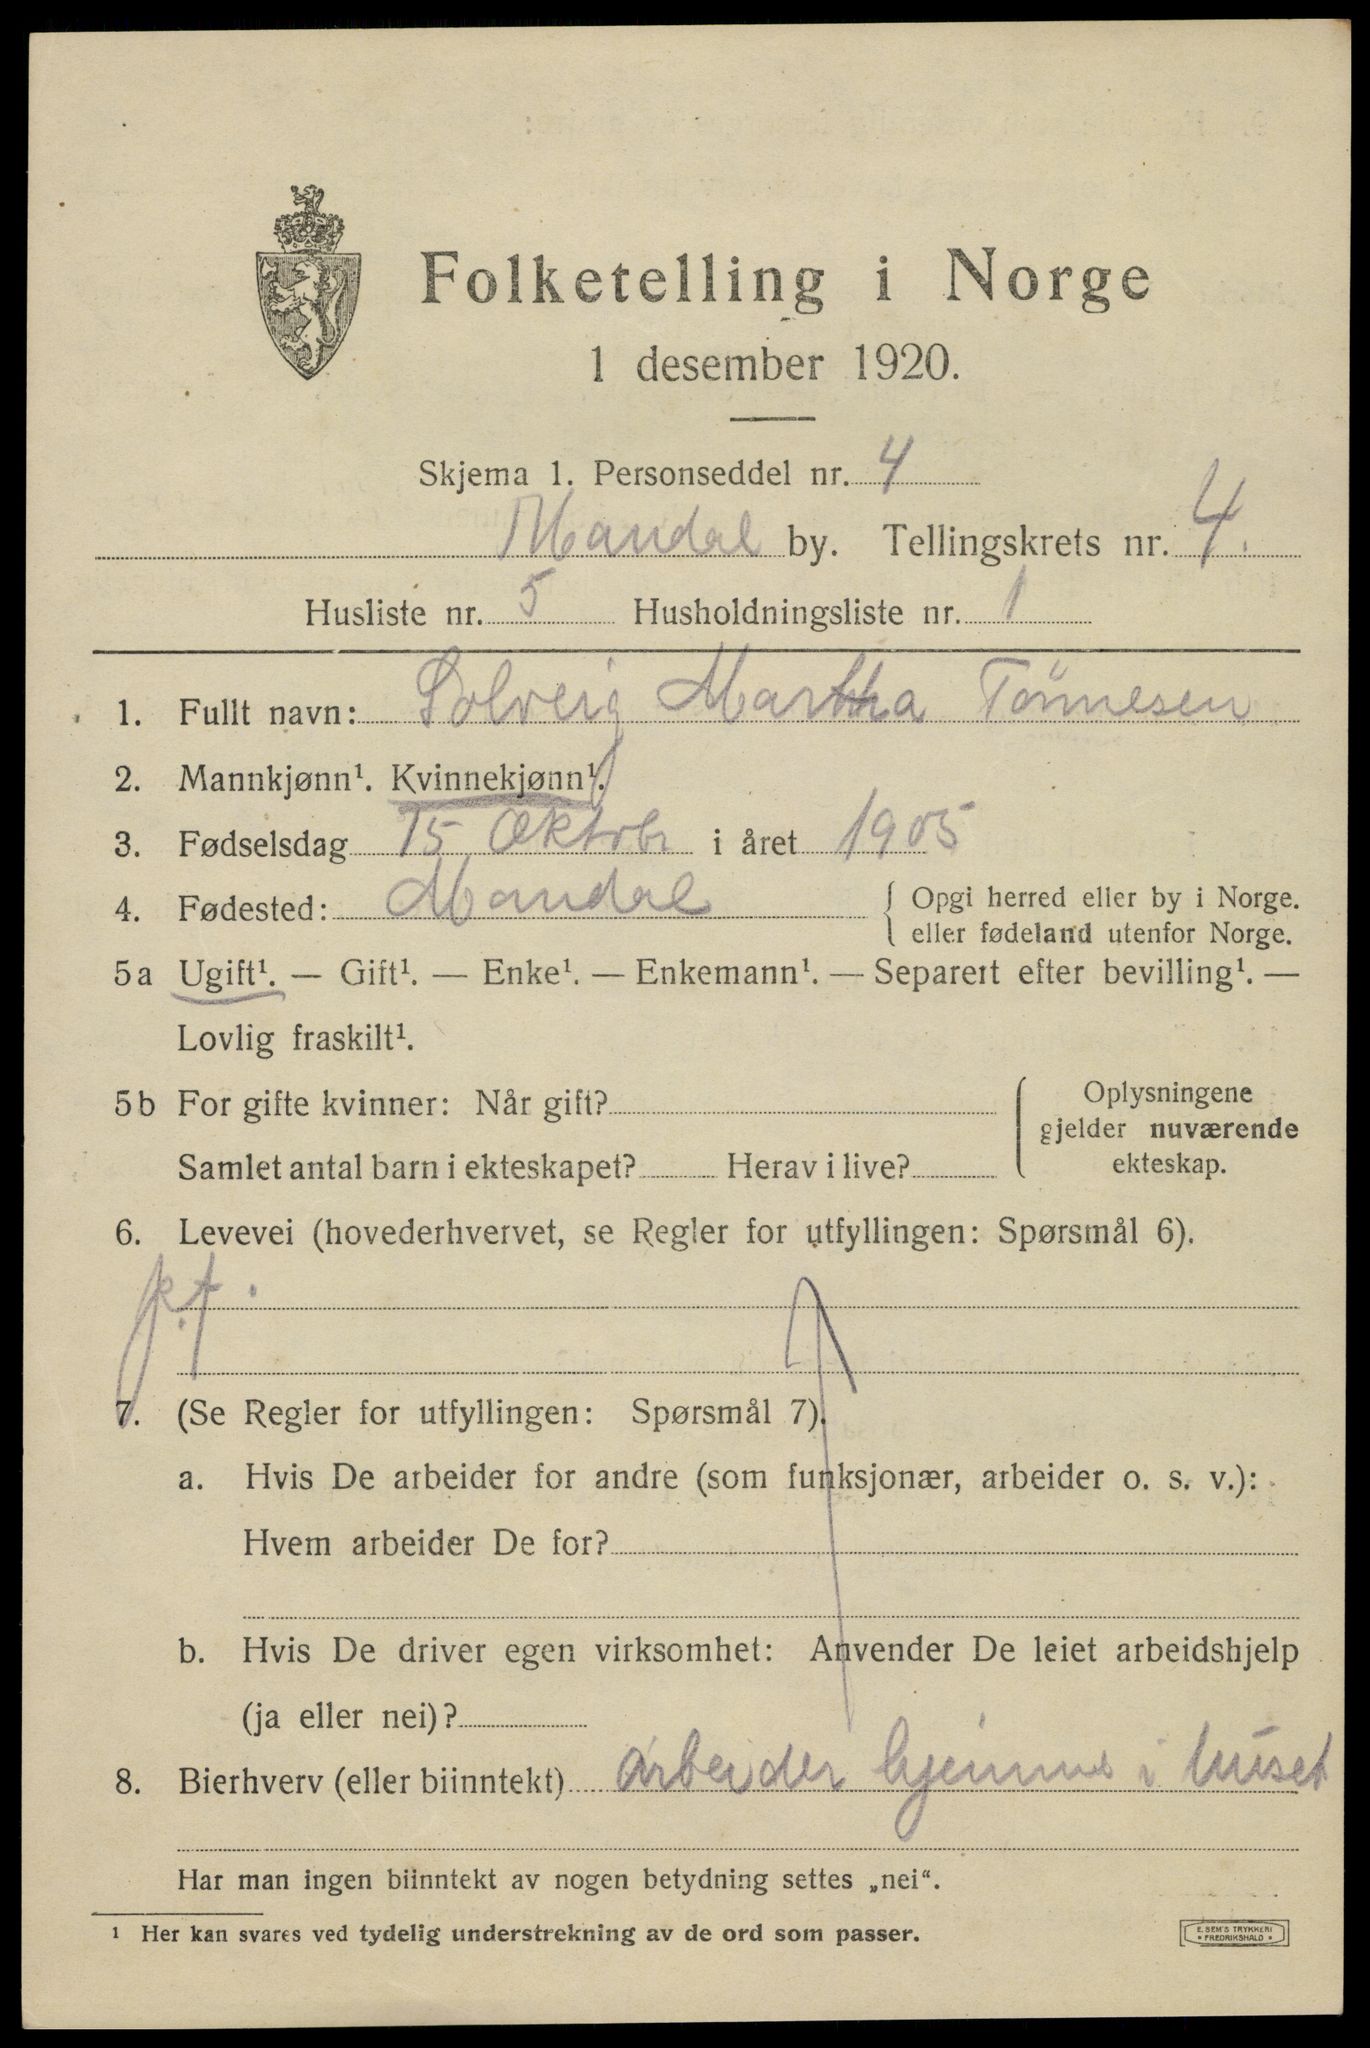 Folketelling i Norge
1 desember 1920.
Skjema 1. Personseddel nr. 4
Mandal by. Tellingskrets nr. 4.
Husliste nr. 5 Husholdningsliste nr. 1
1. Fullt navn: Solveig Martha Tönnesen
2. Mannkjønn¹. Kvinnekjønn¹.
3. Fødselsdag 15 Oktobr i året 1905
4. Fødested: Mandal { Opgi herred eller by i Norge.
eller fødeland utenfor Norge.
5a Ugift¹. — Gift¹. — Enke¹. — Enkemann¹. — Separert efter bevilling¹. —
Lovlig fraskilt¹.
5b For gifte kvinner: Når gift? { Oplysningene
gjelder nuværende
Samlet antal barn i ekteskapet? Herav i live? ekteskap.
6. Levevei (hovederhvervet, se Regler for utfyllingen: Spørsmål 6).
7. (Se Regler for utfyllingen: Spørsmål 7).
a. Hvis De arbeider for andre (som funksjonær, arbeider o. s. v.):
Hvem arbeider De for?
b. Hvis De driver egen virksomhet: Anvender De leiet arbeidshjelp
(ja eller nei)?
8. Bierhverv (eller biinntekt) arbeider hjemme i huset
Har man ingen biinntekt av nogen betydning settes „nei“.
¹ Her kan svares ved tydelig understrekning av de ord som passer.
E. SEM'S TRYKKERI
• FREDRIKSHALD •